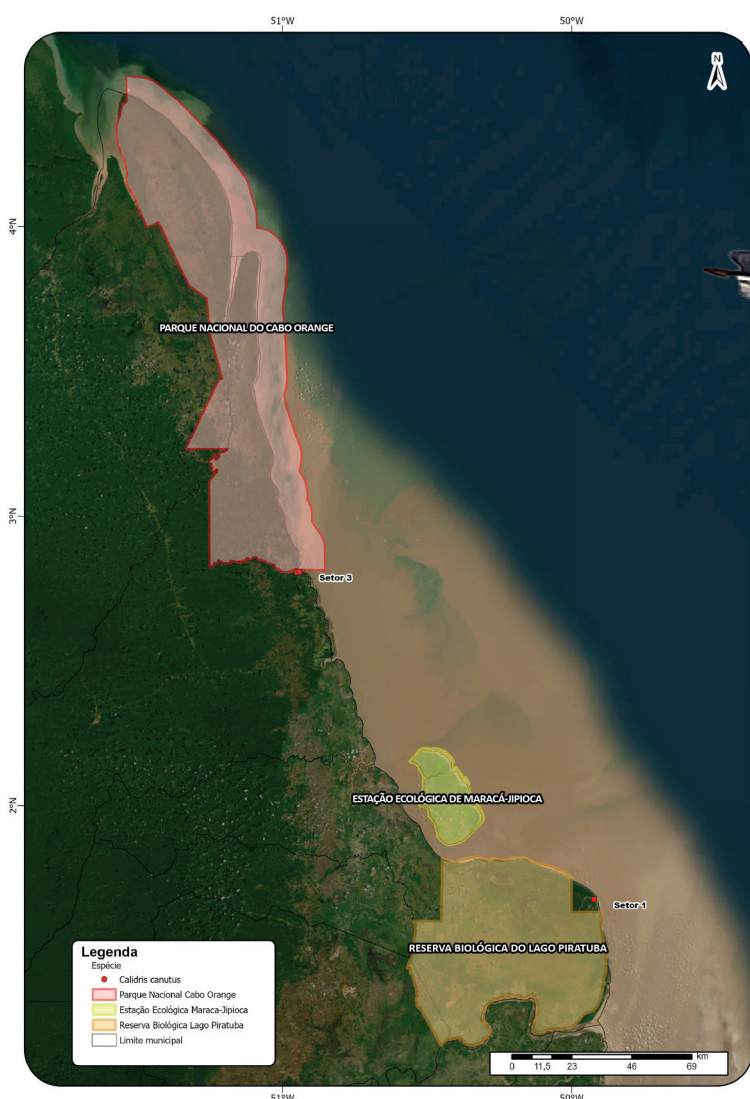 51°W 50°W
N
4°N
PARQUE NACIONAL DO CABO ORANGE
3°N
Setor 3
ESTAÇÃO ECOLÓGICA DE MARACÁ-JIPIOCA
2°N
Setor 1
RESERVA BIOLÓGICA DO LAGO PIRATUBA
Legenda
Espécie
Calidris canutus
Parque Nacional Cabo Orange
Estação Ecológica Maraca-Jipioca
Reserva Biológica Lago Piratuba
Limite municipal
km
0 11,5 23 46 69
51°W 50°W